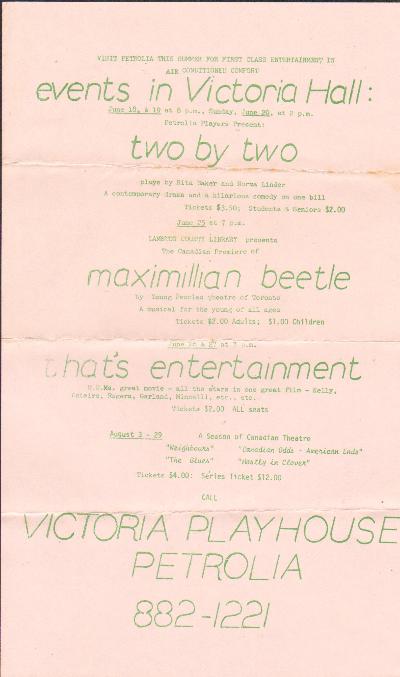 VISIT PETROLIA THIS SUMMER FOR FIRST CLASS ENTERTAINMENT IN
AIR CONDITIONED COMFORT
events in Victoria Hall:
June 18, & 19 at 8 p.m., Sunday, June 20, at 2 p.m.
Petrolia Players Present:
two by two
plays by Rita Baker and Norma Linder
A contemporary drama and a hilarious comedy on one bill
Tickets $3.50; Students & Seniors $2.00
June 25 at 7 p.m.
LAMBTON COUNTY LIBRARY presents
The Canadian Premiere of
maximillian beetle
by Young Peoples Theatre of Toronto
A musical for the young of all ages
Tickets $2.00 Adults; $1.00 Children
June 26 & 27 at 7 p.m.
that's entertainment
M.G.Ms. great movie - all the stars in one great film - Kelly,
Astaire, Rogers, Garland, Minnelli, etc., etc.
Tickets $2.00 ALL seats
August 3 - 29 A Season of Canadian Theatre
"Neighbours" "Canadian Odds - American Ends"
"The Blues" "Mostly in Clover"
Tickets $4.00: Series Ticket $12.00
CALL
VICTORIA PLAYHOUSE
PETROLIA
882-1221